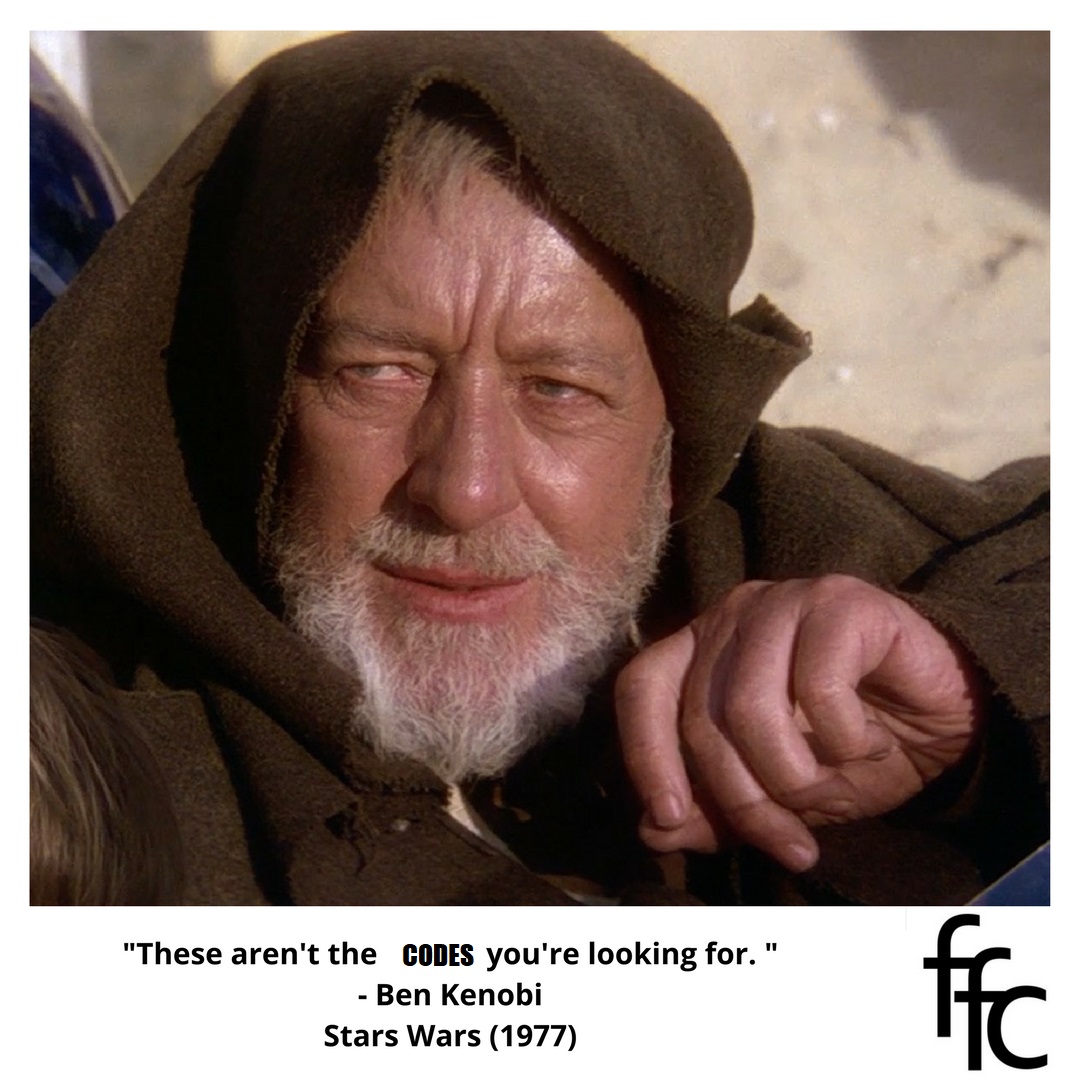 "These aren't the CODES you're looking for. "
- Ben Kenobi
Stars Wars (1977)
ffc